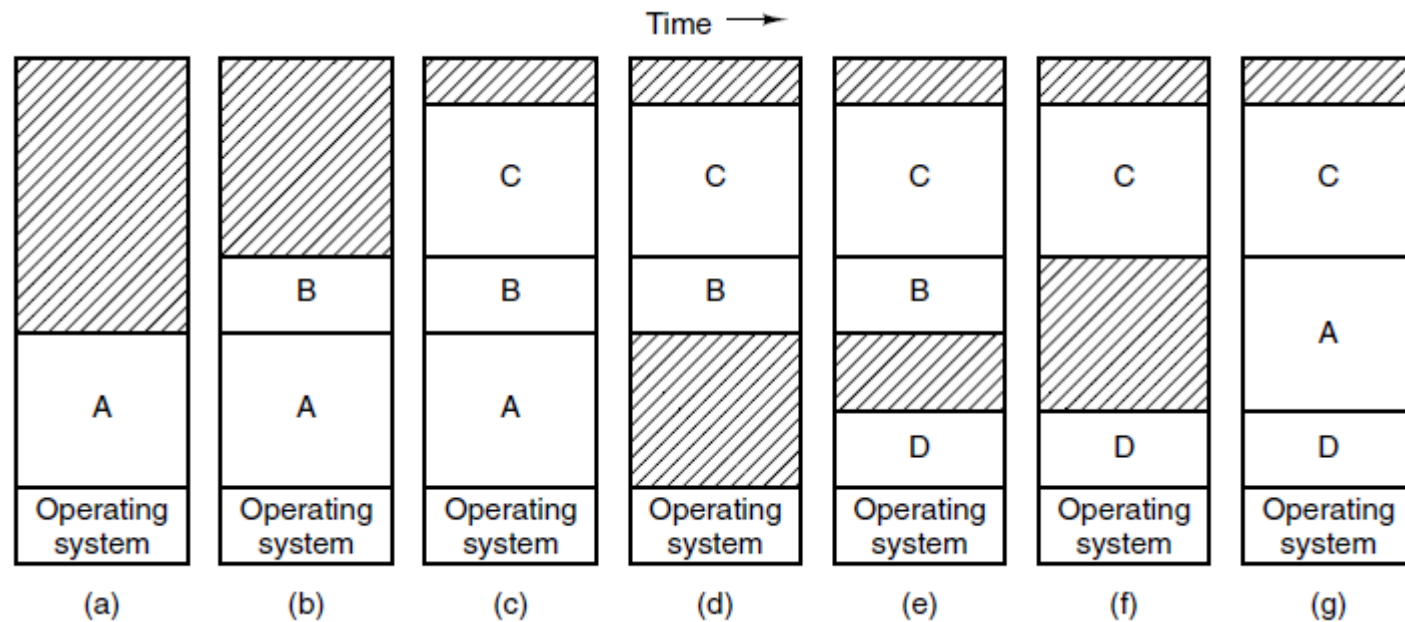 Time
C
C
C
C
C
B
B
B
B
A
A
A
A
D
D
D
Operating
system
Operating
system
Operating
system
Operating
system
Operating
system
Operating
system
Operating
system
(a)
(b)
(c)
(d)
(e)
(f)
(g)